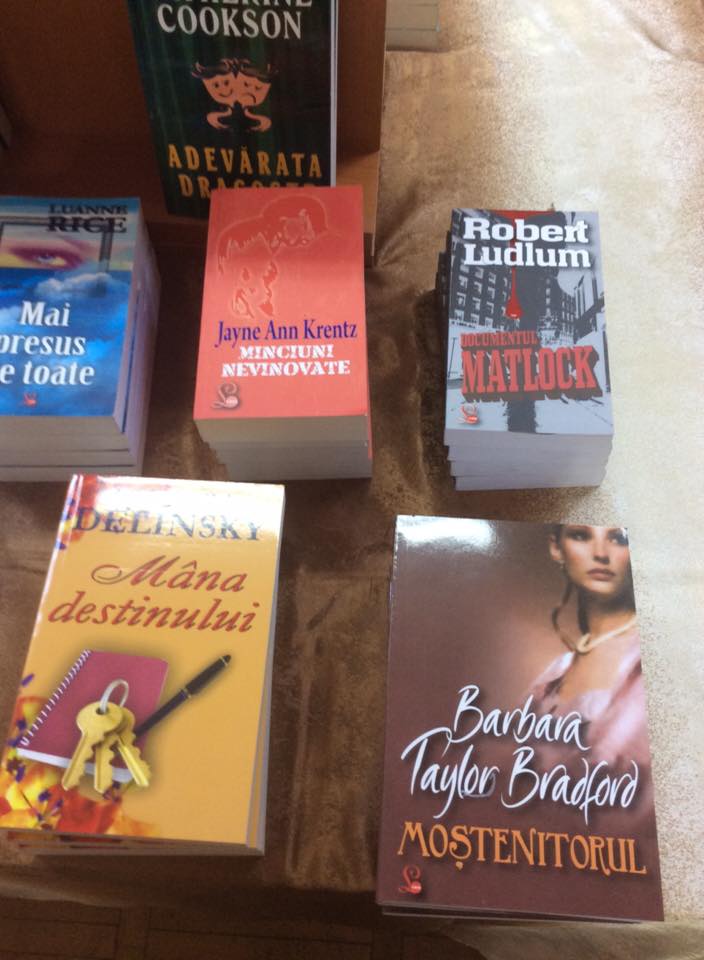 COOKSON
ADEVĂRATA
LUANNE
RICE
Mai
presus
e toate
Jayne Ann Krentz
MINCIUNI
NEVINOVATE
Robert
Ludlum
DOCUMENTUL
MATLOCK
DELINSKY
Mâna
destinului
Barbara
Taylor Bradford
MOȘTENITORUL